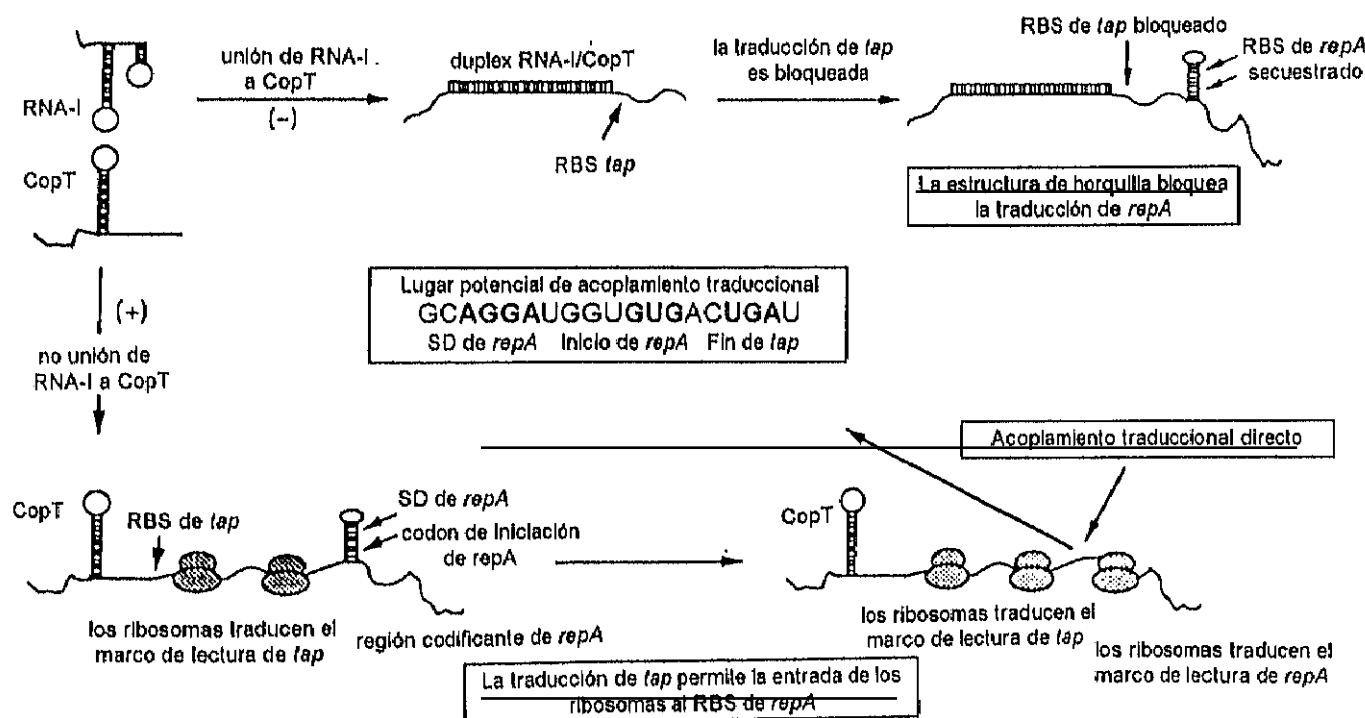 RNA-I
CopT
unión de RNA-I
a CopT
(–)
duplex RNA-I/CopT
RBS tap
la traducción de tap
es bloqueada
RBS de tap bloqueado
RBS de repA
secuestrado
La estructura de horquilla bloquea
la traducción de repA
Lugar potencial de acoplamiento traduccional
GCAGGAUGGUGUGACUGAU
SD de repA Inicio de repA Fin de tap
(+)
no unión de
RNA-I a CopT
Acoplamiento traduccional directo
CopT
RBS de tap
SD de repA
codon de iniciación
de repA
los ribosomas traducen el
marco de lectura de tap
región codificante de repA
CopT
los ribosomas traducen el
marco de lectura de tap
los ribosomas traducen el
marco de lectura de repA
La traducción de tap permite la entrada de los
ribosomas al RBS de repA